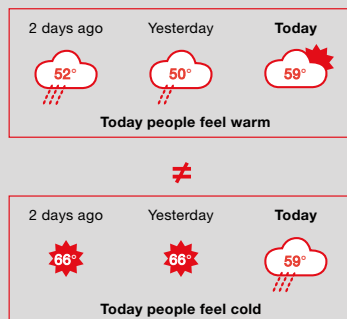 2 days ago Yesterday Today
52° 50° 59°
Today people feel warm
≠
2 days ago Yesterday Today
66° 66° 59°
Today people feel cold